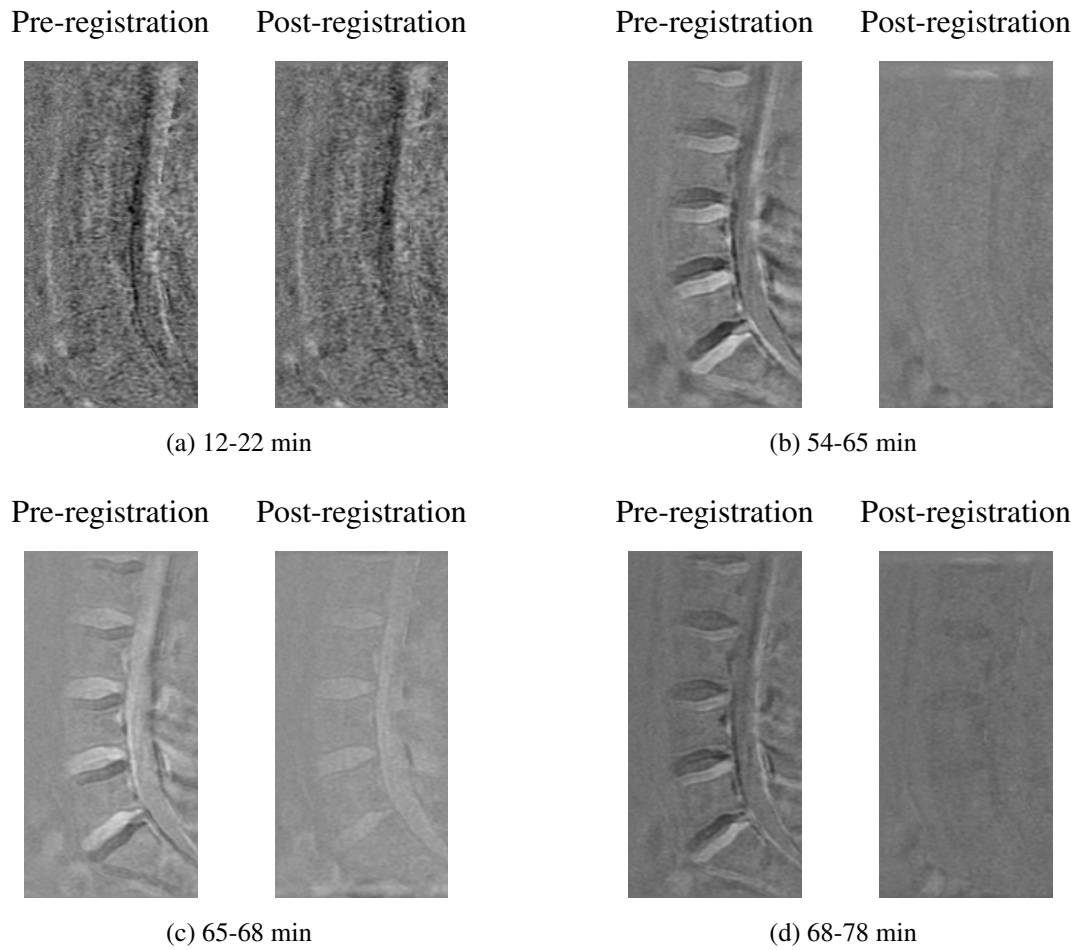 Pre-registration Post-registration Pre-registration Post-registration
(a) 12-22 min (b) 54-65 min
Pre-registration Post-registration Pre-registration Post-registration
(c) 65-68 min (d) 68-78 min